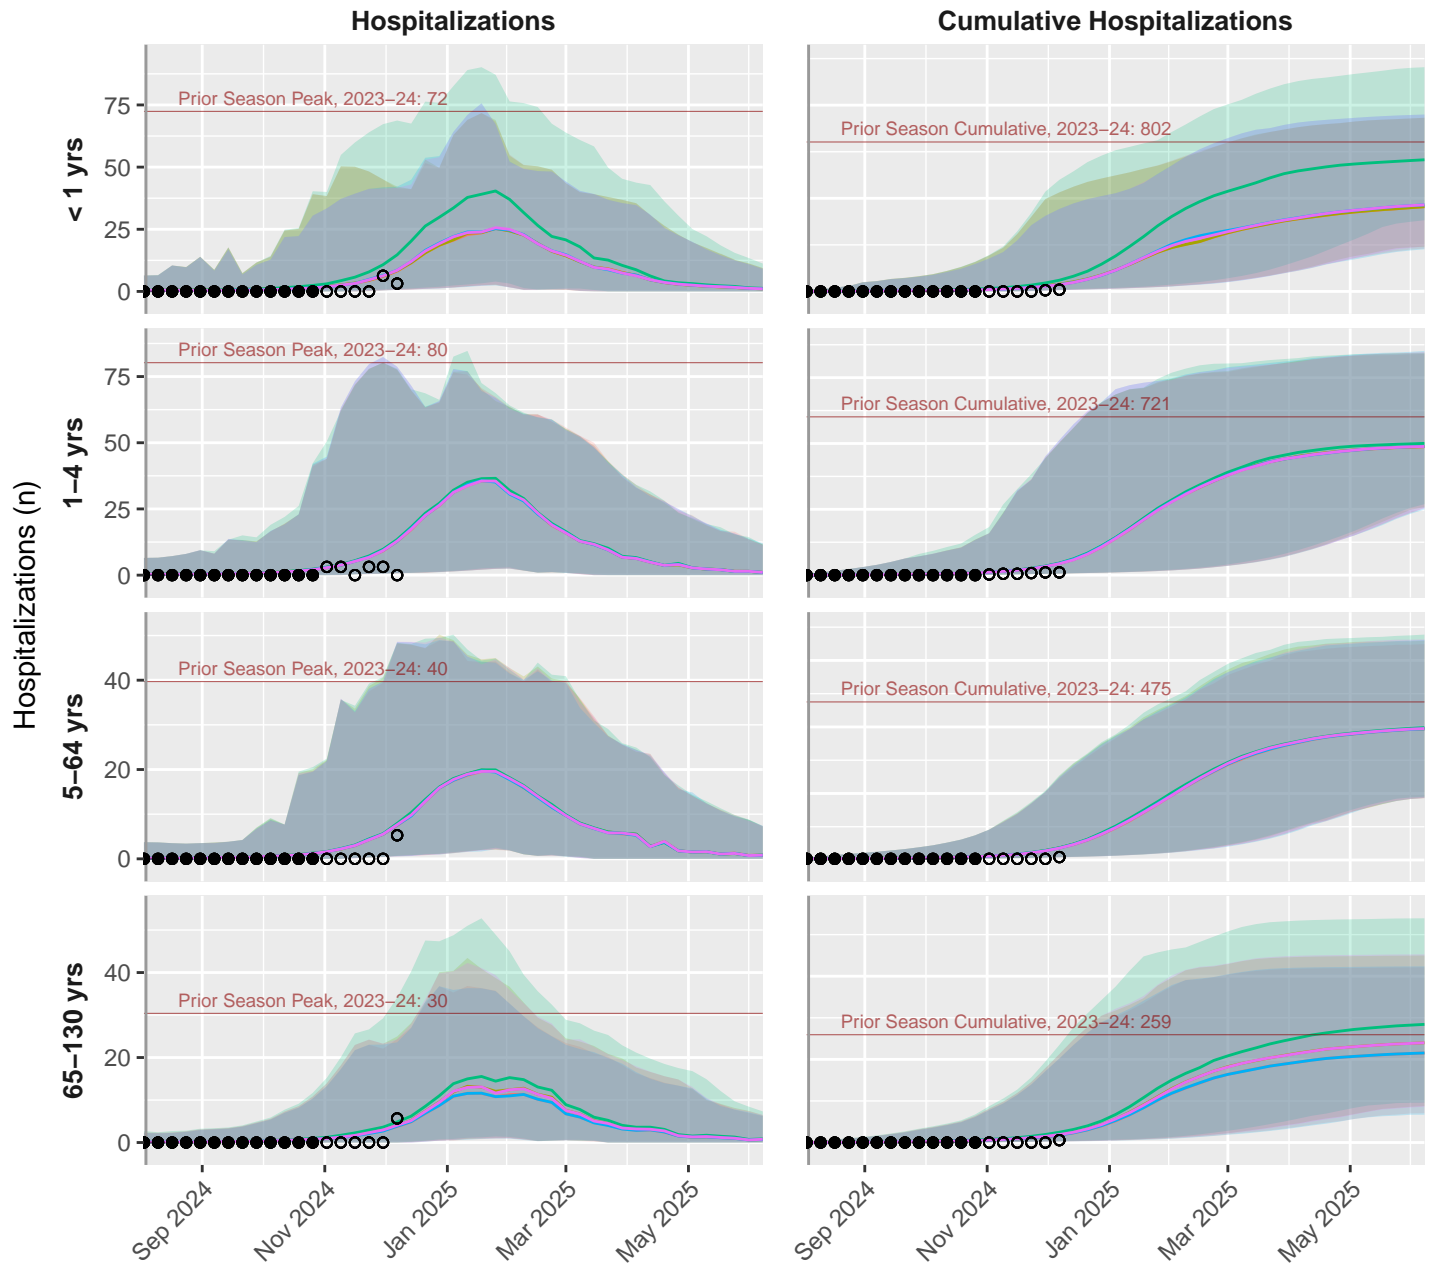 Hospitalizations
Cumulative Hospitalizations
Hospitalizations (n)
< 1 yrs
75
50
25
0
Prior Season Peak, 2023–24: 72
Prior Season Cumulative, 2023–24: 802
1–4 yrs
75
50
25
0
Prior Season Peak, 2023–24: 80
Prior Season Cumulative, 2023–24: 721
5–64 yrs
40
20
0
Prior Season Peak, 2023–24: 40
Prior Season Cumulative, 2023–24: 475
65–130 yrs
40
20
0
Prior Season Peak, 2023–24: 30
Prior Season Cumulative, 2023–24: 259
Sep 2024
Nov 2024
Jan 2025
Mar 2025
May 2025
Sep 2024
Nov 2024
Jan 2025
Mar 2025
May 2025